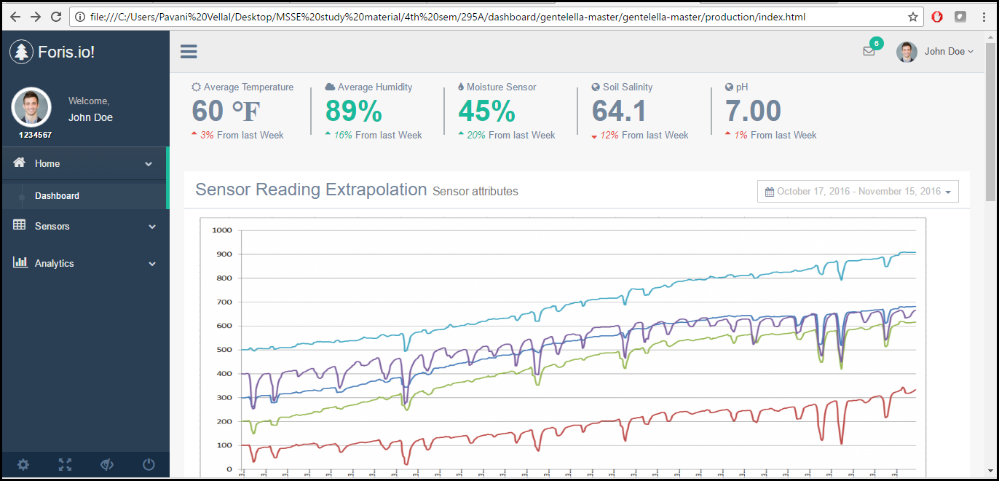 file:///C:/Users/Pavani%20Vellal/Desktop/MSSE%20study%20material/4th%20sem/295A/dashboard/gentelella-master/gentelella-master/production/index.html
Foris.io!
6
John Doe
Welcome,
John Doe
1234567
Home
Dashboard
Sensors
Analytics
Average Temperature
60 °F
3% From last Week
Average Humidity
89%
16% From last Week
Moisture Sensor
45%
20% From last Week
Soil Salinity
64.1
12% From last Week
pH
7.00
1% From last Week
Sensor Reading Extrapolation Sensor attributes
October 17, 2016 - November 15, 2016
1000
900
800
700
600
500
400
300
200
100
0